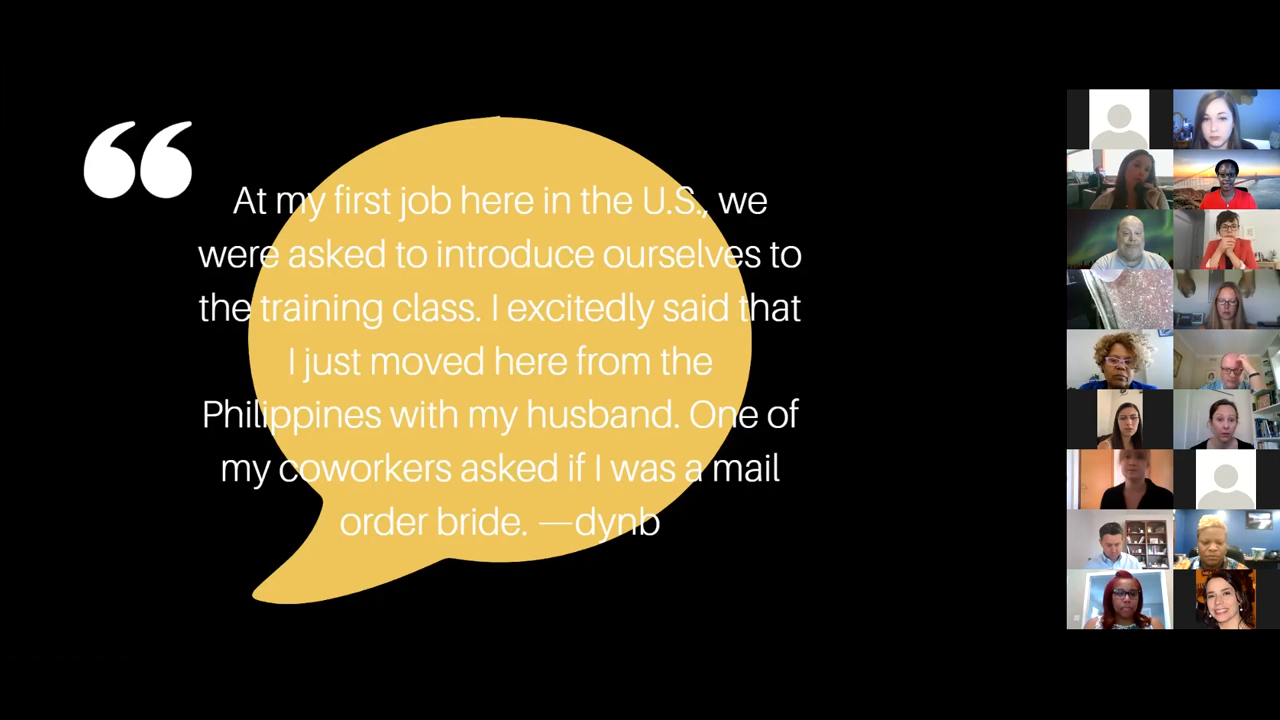 “
At my first job here in the U.S., we
were asked to introduce ourselves to
the training class. I excitedly said that
I just moved here from the
Philippines with my husband. One of
my coworkers asked if I was a mail
order bride. —dynb